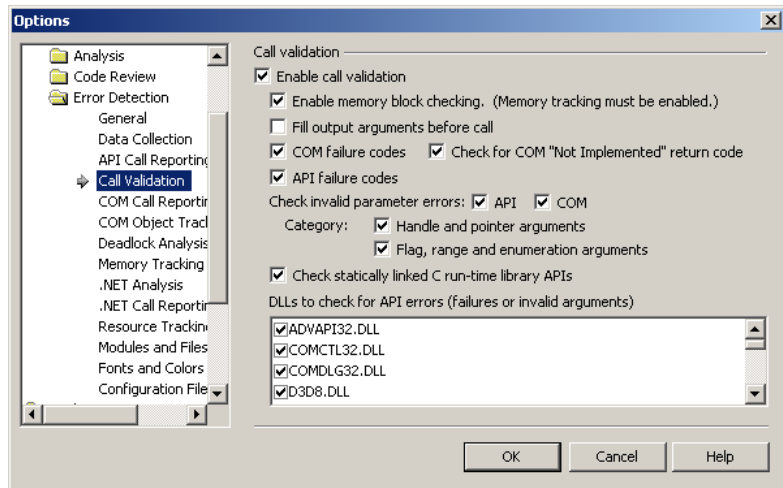 Options
Analysis
Code Review
Error Detection
General
Data Collection
API Call Reporting
Call Validation
COM Call Reportin
COM Object Tracl
Deadlock Analysis
Memory Tracking
.NET Analysis
.NET Call Reportin
Resource Trackin
Modules and Files
Fonts and Colors
Configuration File
Call validation
Enable call validation
Enable memory block checking. (Memory tracking must be enabled.)
Fill output arguments before call
COM failure codes Check for COM "Not Implemented" return code
API failure codes
Check invalid parameter errors: API COM
Category: Handle and pointer arguments
Flag, range and enumeration arguments
Check statically linked C run-time library APIs
DLLs to check for API errors (failures or invalid arguments)
ADVAPI32.DLL
COMCTL32.DLL
COMDLG32.DLL
D3D8.DLL
OK Cancel Help